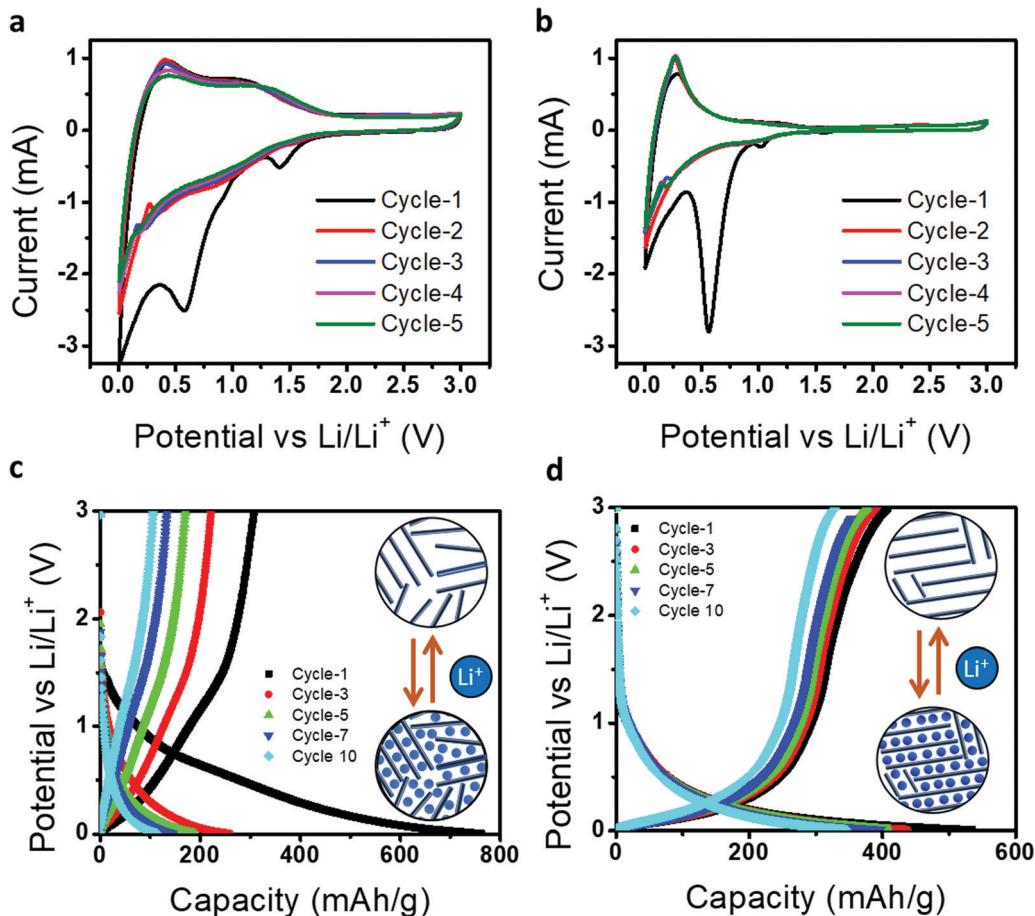 a
1
0
-1
-2
-3
Current (mA)
Cycle-1
Cycle-2
Cycle-3
Cycle-4
Cycle-5
0.0 0.5 1.0 1.5 2.0 2.5 3.0
Potential vs Li/Li⁺ (V)
b
1
0
-1
-2
-3
Current (mA)
Cycle-1
Cycle-2
Cycle-3
Cycle-4
Cycle-5
0.0 0.5 1.0 1.5 2.0 2.5 3.0
Potential vs Li/Li⁺ (V)
c
3
2
1
0
Potential vs Li/Li⁺ (V)
Cycle-1
Cycle-3
Cycle-5
Cycle-7
Cycle 10
Li⁺
0 200 400 600 800
Capacity (mAh/g)
d
3
2
1
0
Potential vs Li/Li⁺ (V)
Cycle-1
Cycle-3
Cycle-5
Cycle-7
Cycle 10
Li⁺
0 200 400 600
Capacity (mAh/g)